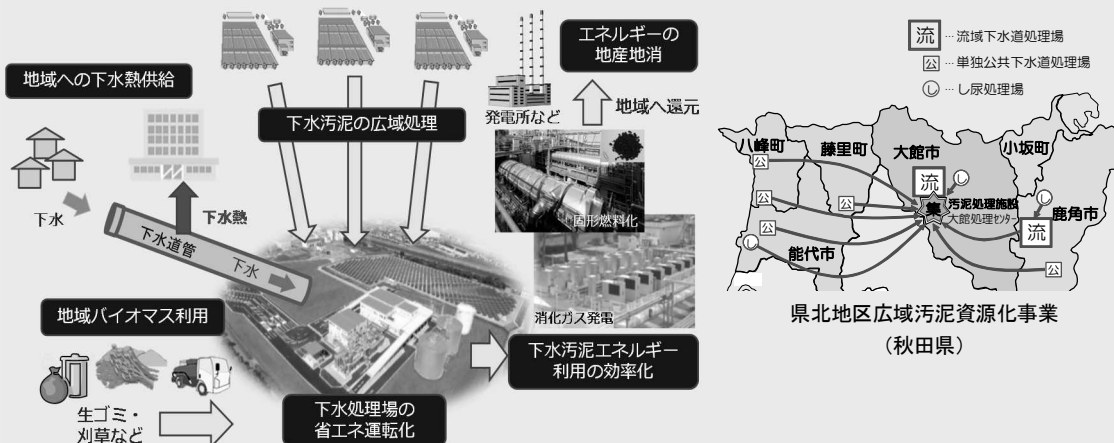 地域への下水熱供給
下水
下水熱
下水道管
下水
下水汚泥の広域処理
エネルギーの
地産地消
発電所など
地域へ還元
固形燃料化
消化ガス発電
下水汚泥エネルギー
利用の効率化
地域バイオマス利用
生ゴミ・
刈草など
下水処理場の
省エネ運転化
流 …流域下水道処理場
公 …単独公共下水道処理場
し …し尿処理場
八峰町
藤里町
大館市
小坂町
公
流
し
公
公
集
汚泥処理施設
大館処理センター
し
鹿角市
流
公
し
能代市
公
県北地区広域汚泥資源化事業
（秋田県）